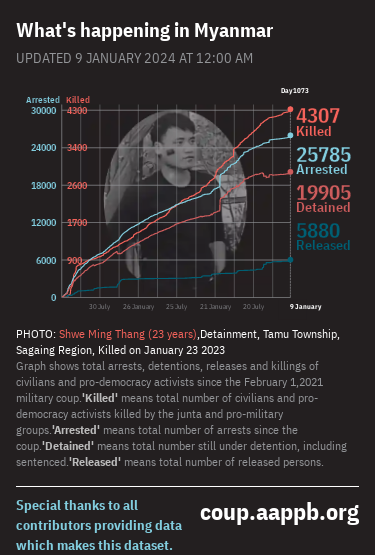 What's happening in Myanmar
UPDATED 9 JANUARY 2024 AT 12:00 AM
Day1073
Arrested Killed
30000 4300
24000 3400
18000 2600
12000 1700
6000 900
0
4307
Killed
25785
Arrested
19905
Detained
5880
Released
30 July 26 January 25 July 21 January 20 July 9 January
PHOTO: Shwe Ming Thang (23 years),Detainment, Tamu Township,
Sagaing Region, Killed on January 23 2023
Graph shows total arrests, detentions, releases and killings of
civilians and pro-democracy activists since the February 1,2021
military coup.'Killed' means total number of civilians and pro-
democracy activists killed by the junta and pro-military
groups.'Arrested' means total number of arrests since the
coup.'Detained' means total number still under detention, including
sentenced.'Released' means total number of released persons.
Special thanks to all
contributors providing data
which makes this dataset.
coup.aappb.org